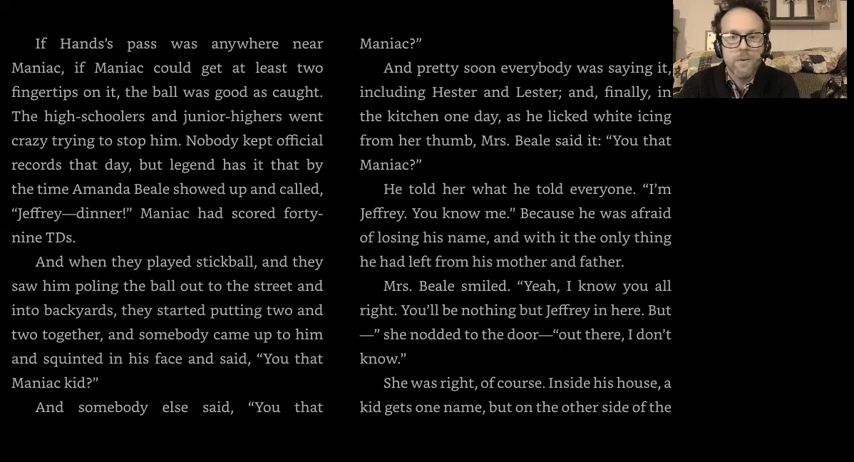 If Hands’s pass was anywhere near
Maniac, if Maniac could get at least two
fingertips on it, the ball was good as caught.
The high-schoolers and junior-highers went
crazy trying to stop him. Nobody kept official
records that day, but legend has it that by
the time Amanda Beale showed up and called,
“Jeffrey—dinner!” Maniac had scored forty-
nine TDs.
And when they played stickball, and they
saw him poling the ball out to the street and
into backyards, they started putting two and
two together, and somebody came up to him
and squinted in his face and said, “You that
Maniac kid?”
And somebody else said, “You that
Maniac?”
And pretty soon everybody was saying it,
including Hester and Lester; and, finally, in
the kitchen one day, as he licked white icing
from her thumb, Mrs. Beale said it: “You that
Maniac?”
He told her what he told everyone. “I’m
Jeffrey. You know me.” Because he was afraid
of losing his name, and with it the only thing
he had left from his mother and father.
Mrs. Beale smiled. “Yeah, I know you all
right. You’ll be nothing but Jeffrey in here. But
—” she nodded to the door—“out there, I don’t
know.”
She was right, of course. Inside his house, a
kid gets one name, but on the other side of the